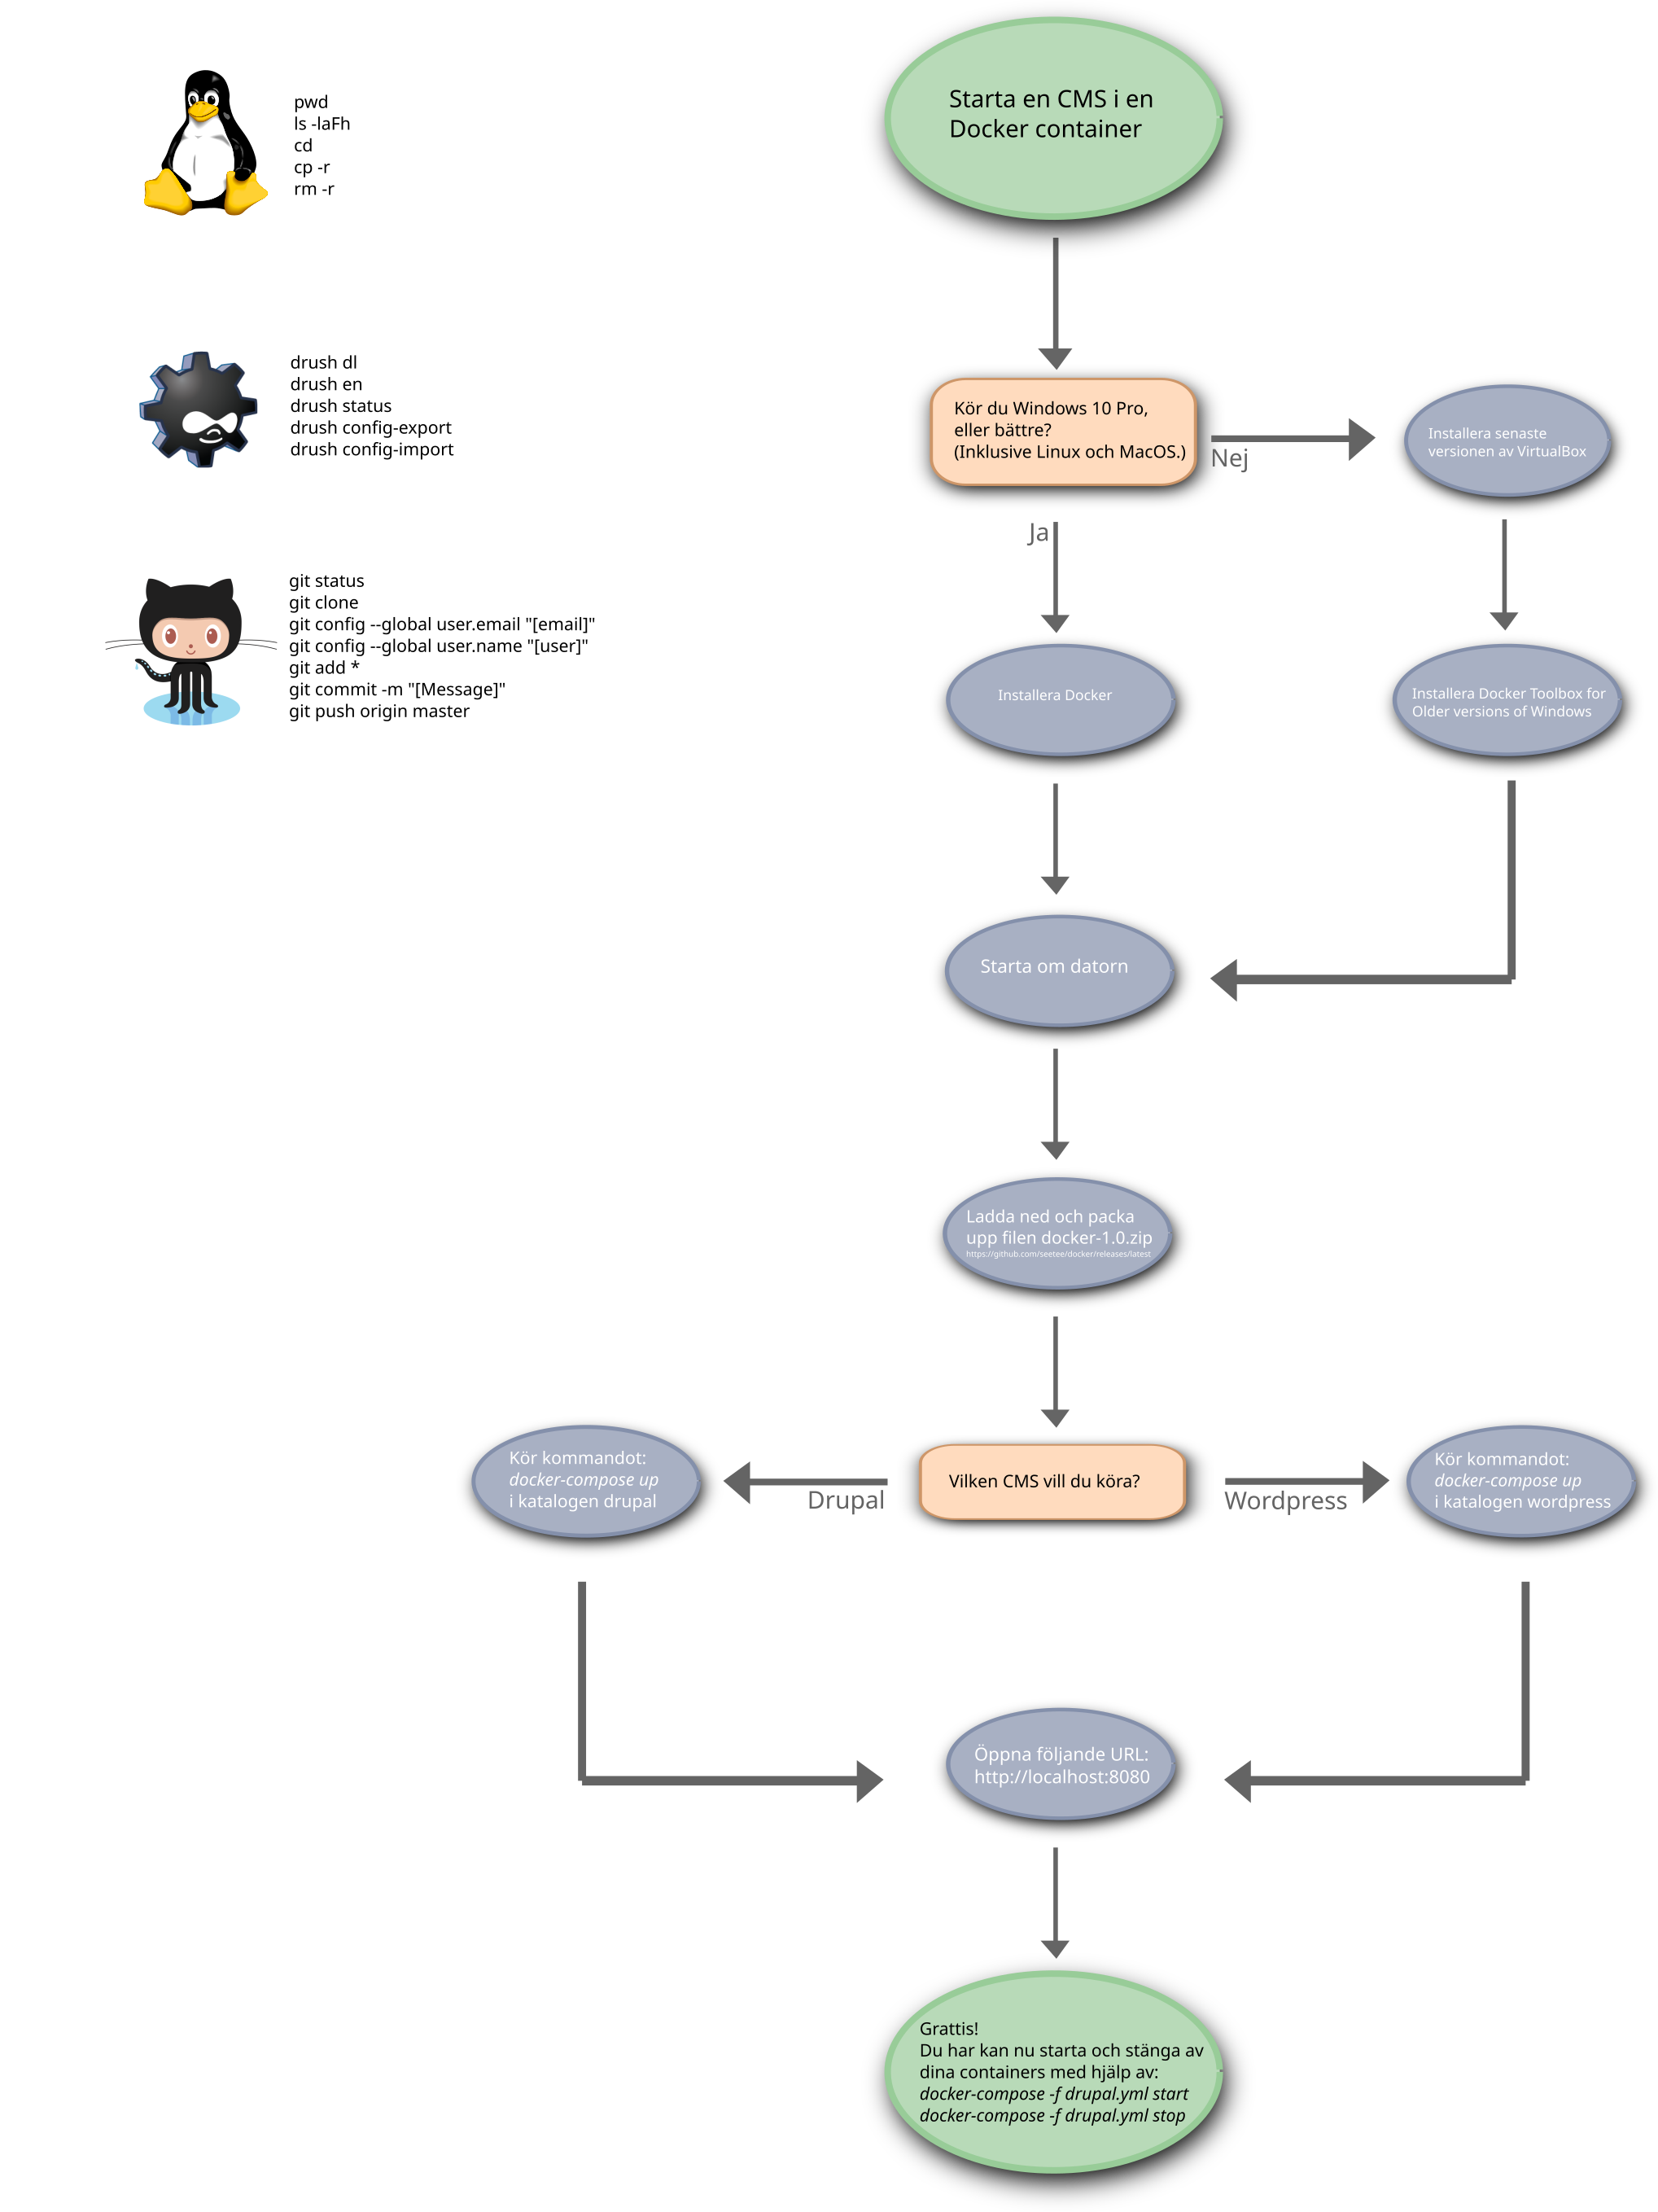 pwd
ls -laFh
cd
cp -r
rm -r
drush dl
drush en
drush status
drush config-export
drush config-import
git status
git clone
git config --global user.email "[email]"
git config --global user.name "[user]"
git add *
git commit -m "[Message]"
git push origin master
Starta en CMS i en
Docker container
Kör du Windows 10 Pro,
eller bättre?
(Inklusive Linux och MacOS.)
Nej
Installera senaste
versionen av VirtualBox
Ja
Installera Docker
Installera Docker Toolbox for
Older versions of Windows
Starta om datorn
Ladda ned och packa
upp filen docker-1.0.zip
https://github.com/seetee/docker/releases/latest
Vilken CMS vill du köra?
Drupal
Kör kommandot:
docker-compose up
i katalogen drupal
Wordpress
Kör kommandot:
docker-compose up
i katalogen wordpress
Öppna följande URL:
http://localhost:8080
Grattis!
Du har kan nu starta och stänga av
dina containers med hjälp av:
docker-compose -f drupal.yml start
docker-compose -f drupal.yml stop